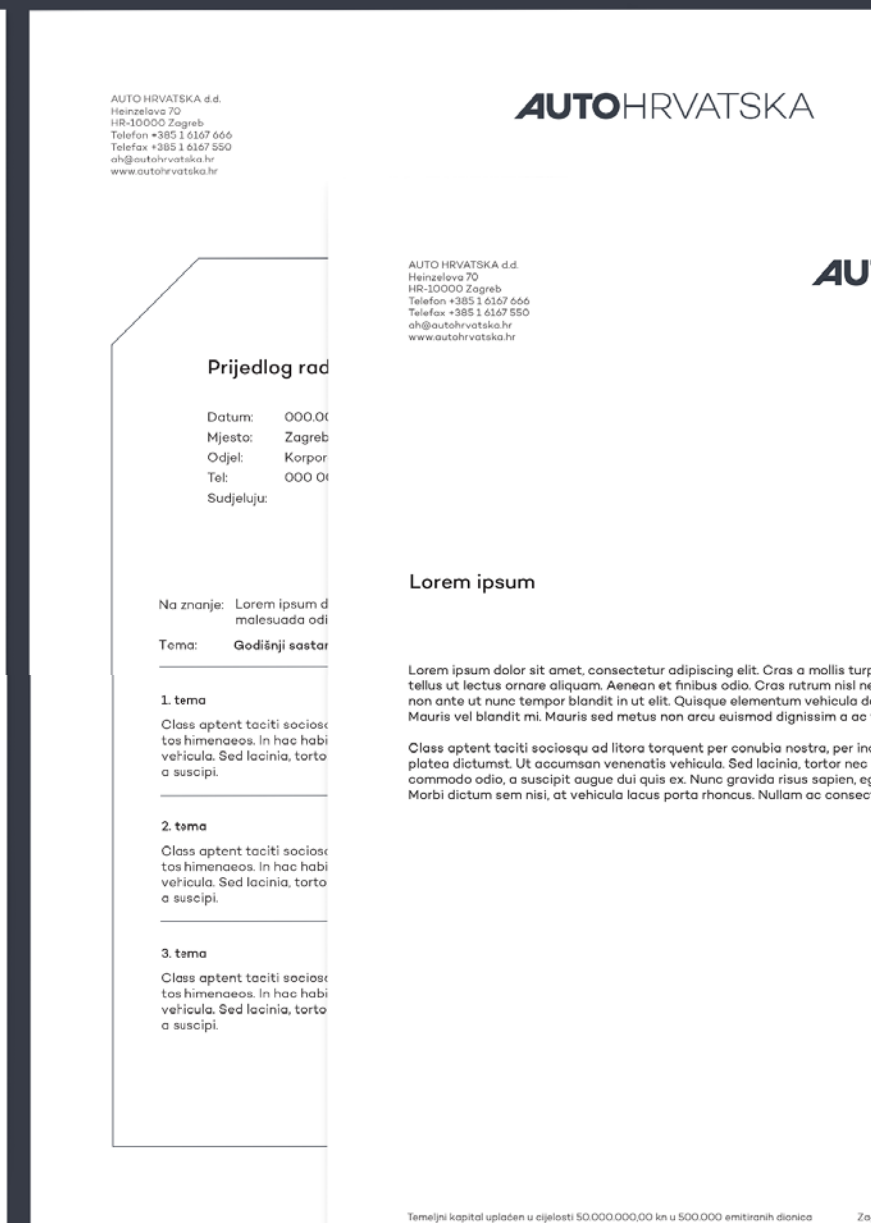 AUTO HRVATSKA d.d.
Heinzelova 70
HR-10000 Zagreb
Telefon +385 1 6167 666
Telefax +385 1 6167 550
ah@autohrvatska.hr
www.autohrvatska.hr
AUTOHRVATSKA
Prijedlog rad
Datum: 000.00
Mjesto: Zagreb
Odjel: Korpor
Tel: 000 00
Sudjeluju:
Na znanje: Lorem ipsum d
malesuada odi
Tema: Godišnji sastan
1. tema
Class aptent taciti sociosq
tos himenaeos. In hac habi
vehicula. Sed lacinia, torto
a suscipi.
2. tema
Class aptent taciti sociosq
tos himenaeos. In hac habi
vehicula. Sed lacinia, torto
a suscipi.
3. tema
Class aptent taciti sociosq
tos himenaeos. In hac habi
vehicula. Sed lacinia, torto
a suscipi.
AUTO HRVATSKA d.d.
Heinzelova 70
HR-10000 Zagreb
Telefon +385 1 6167 666
Telefax +385 1 6167 550
ah@autohrvatska.hr
www.autohrvatska.hr
AU
Lorem ipsum
Lorem ipsum dolor sit amet, consectetur adipiscing elit. Cras a mollis turp
tellus ut lectus ornare aliquam. Aenean et finibus odio. Cras rutrum nisl ne
non ante ut nunc tempor blandit in ut elit. Quisque elementum vehicula d
Mauris vel blandit mi. Mauris sed metus non arcu euismod dignissim a ac
Class aptent taciti sociosqu ad litora torquent per conubia nostra, per inc
platea dictumst. Ut accumsan venenatis vehicula. Sed lacinia, tortor nec
commodo odio, a suscipit augue dui quis ex. Nunc gravida risus sapien, eg
Morbi dictum sem nisi, at vehicula lacus porta rhoncus. Nullam ac consect
Temeljni kapital uplaćen u cijelosti 50.000.000,00 kn u 500.000 emitiranih dionica Za